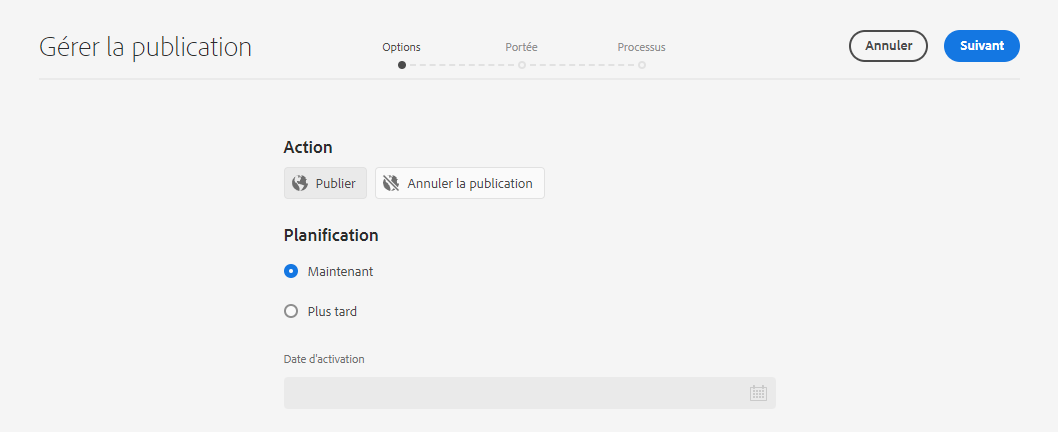 Gérer la publication
Options
Portée
Processus
Annuler
Suivant
Action
Publier
Annuler la publication
Planification
Maintenant
Plus tard
Date d'activation